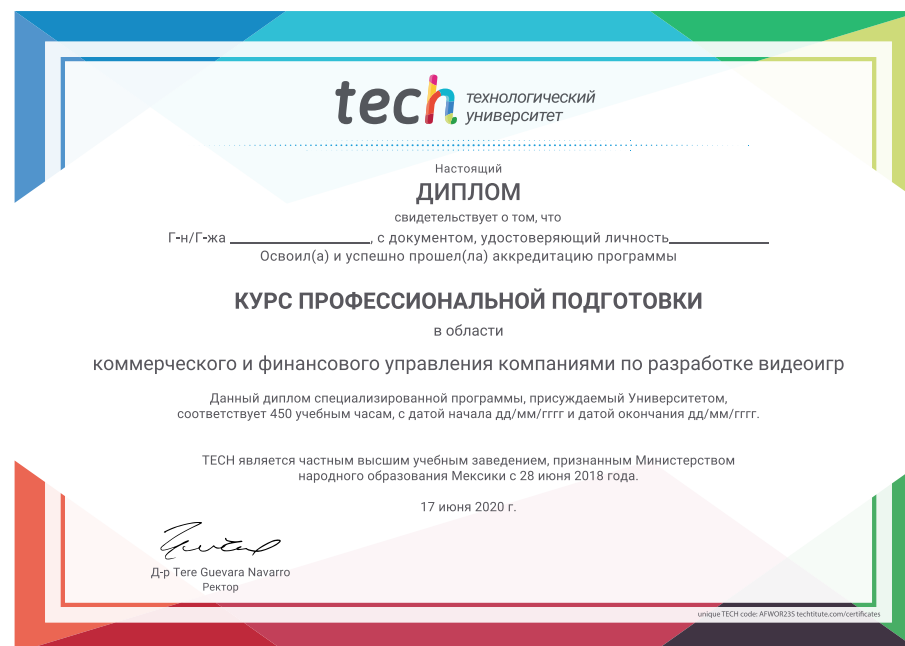 tech технологический
университет
Настоящий
ДИПЛОМ
свидетельствует о том, что
Г-н/Г-жа ____________________, с документом, удостоверяющий личность______________
Освоил(а) и успешно прошел(ла) аккредитацию программы
КУРС ПРОФЕССИОНАЛЬНОЙ ПОДГОТОВКИ
в области
коммерческого и финансового управления компаниями по разработке видеоигр
Данный диплом специализированной программы, присуждаемый Университетом,
соответствует 450 учебным часам, с датой начала дд/мм/гггг и датой окончания дд/мм/гггг.
TECH является частным высшим учебным заведением, признанным Министерством
народного образования Мексики с 28 июня 2018 года.
17 июня 2020 г.
Д-р Tere Guevara Navarro
Ректор
unique TECH code: AFWOR23S techtitute.com/certificates